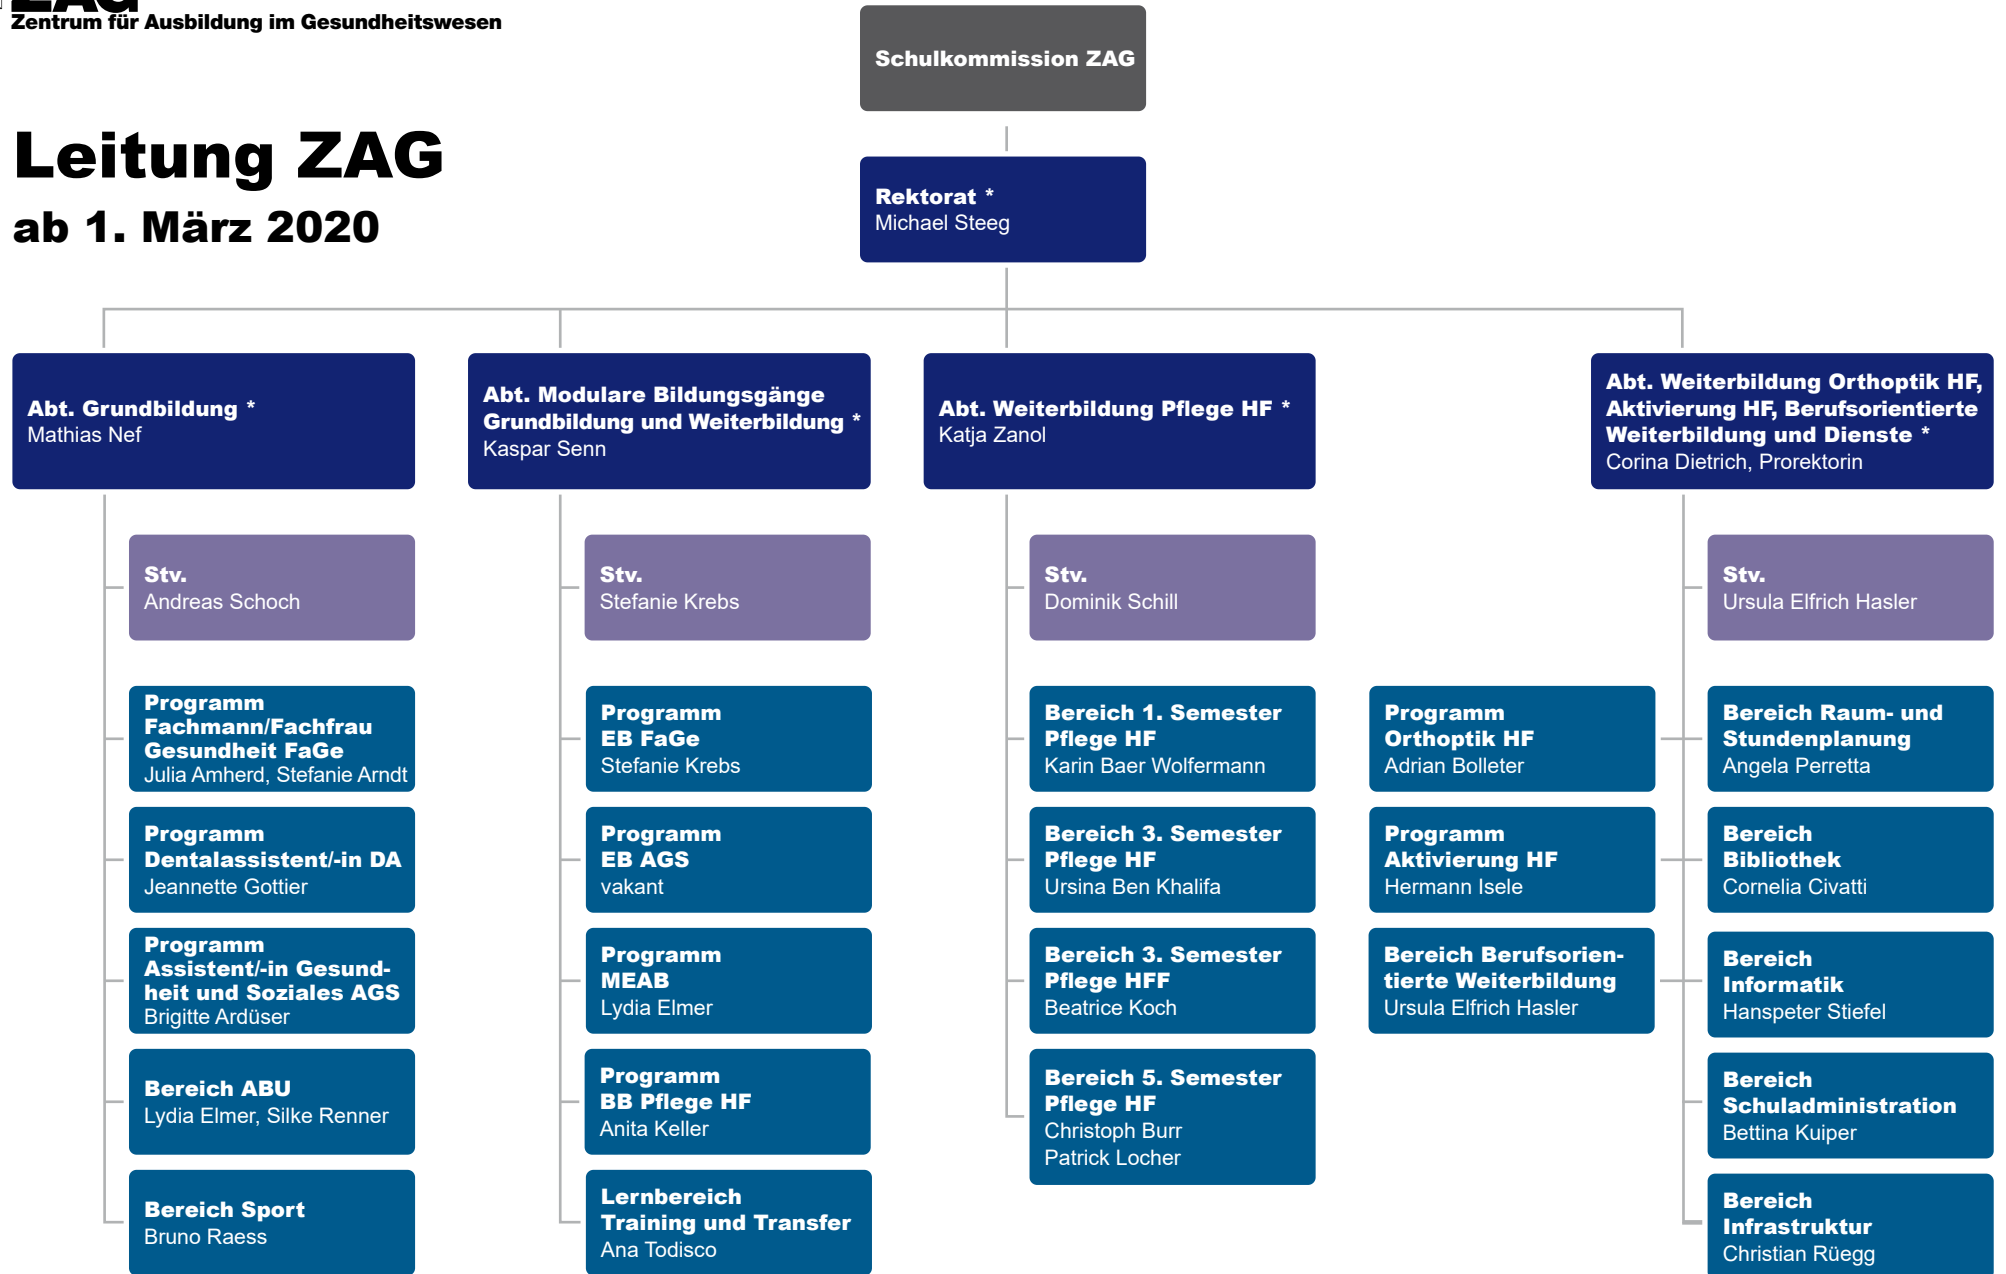 ZAG
Zentrum für Ausbildung im Gesundheitswesen
Leitung ZAG
ab 1. März 2020
Schulkommission ZAG
Rektorat *
Michael Steeg
Abt. Grundbildung *
Mathias Nef
Stv.
Andreas Schoch
Programm
Fachmann/Fachfrau
Gesundheit FaGe
Julia Amherd, Stefanie Arndt
Programm
Dentalassistent/-in DA
Jeannette Gottier
Programm
Assistent/-in Gesund-
heit und Soziales AGS
Brigitte Ardüser
Bereich ABU
Lydia Elmer, Silke Renner
Bereich Sport
Bruno Raess
Abt. Modulare Bildungsgänge
Grundbildung und Weiterbildung *
Kaspar Senn
Stv.
Stefanie Krebs
Programm
EB FaGe
Stefanie Krebs
Programm
EB AGS
vakant
Programm
MEAB
Lydia Elmer
Programm
BB Pflege HF
Anita Keller
Lernbereich
Training und Transfer
Ana Todisco
Abt. Weiterbildung Pflege HF *
Katja Zanol
Stv.
Dominik Schill
Bereich 1. Semester
Pflege HF
Karin Baer Wolfermann
Bereich 3. Semester
Pflege HF
Ursina Ben Khalifa
Bereich 3. Semester
Pflege HFF
Beatrice Koch
Bereich 5. Semester
Pflege HF
Christoph Burr
Patrick Locher
Abt. Weiterbildung Orthoptik HF,
Aktivierung HF, Berufsorientierte
Weiterbildung und Dienste *
Corina Dietrich, Prorektorin
Stv.
Ursula Elfrich Hasler
Programm
Orthoptik HF
Adrian Bolleter
Programm
Aktivierung HF
Hermann Isele
Bereich Berufsorien-
tierte Weiterbildung
Ursula Elfrich Hasler
Bereich Raum- und
Stundenplanung
Angela Perretta
Bereich
Bibliothek
Cornelia Civatti
Bereich
Informatik
Hanspeter Stiefel
Bereich
Schuladministration
Bettina Kuiper
Bereich
Infrastruktur
Christian Rüegg